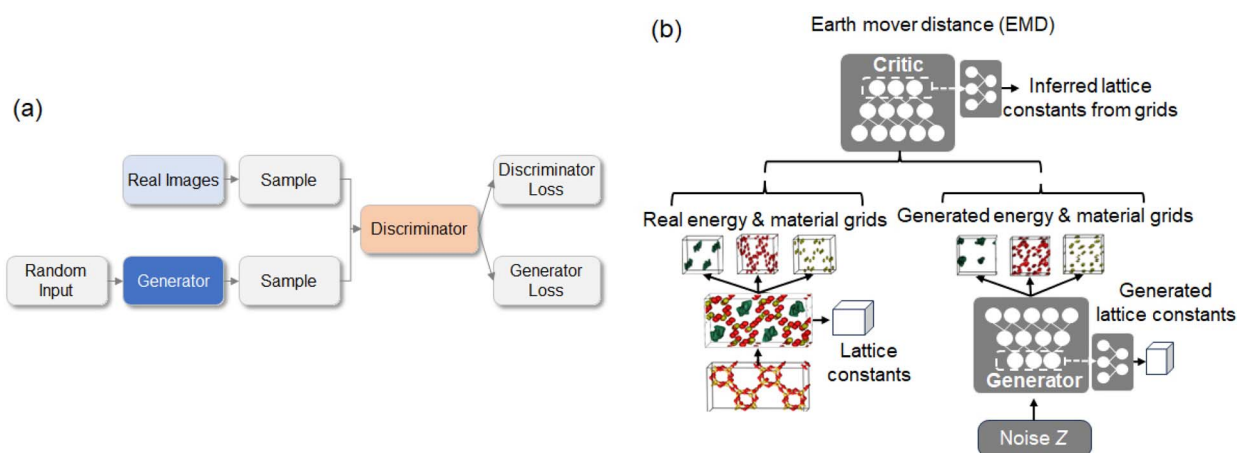 (a)
Real Images
Sample
Discriminator
Loss
Discriminator
Random
Input
Generator
Sample
Generator
Loss
(b)
Earth mover distance (EMD)
Critic
Inferred lattice
constants from grids
Real energy & material grids
Generated energy & material grids
Lattice
constants
Generated
lattice constants
Generator
Noise Z